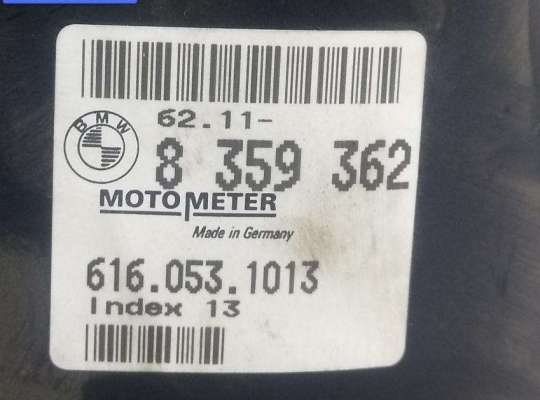 62.11-
BMW
8 359 362
MOTOMETER
Made in Germany
616.053.1013
Index 13